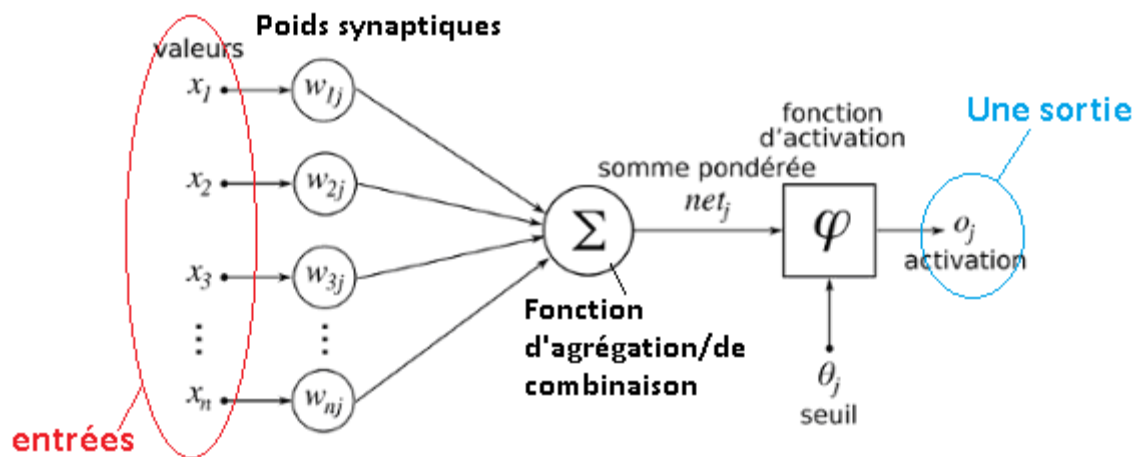 Poids synaptiques
valeurs
x1
w1j
x2
w2j
x3
w3j
⋮
⋮
xn
wnj
entrées
Σ
Fonction
d'agrégation/de
combinaison
somme pondérée
netj
fonction
d'activation
φ
θj
seuil
Une sortie
oj
activation